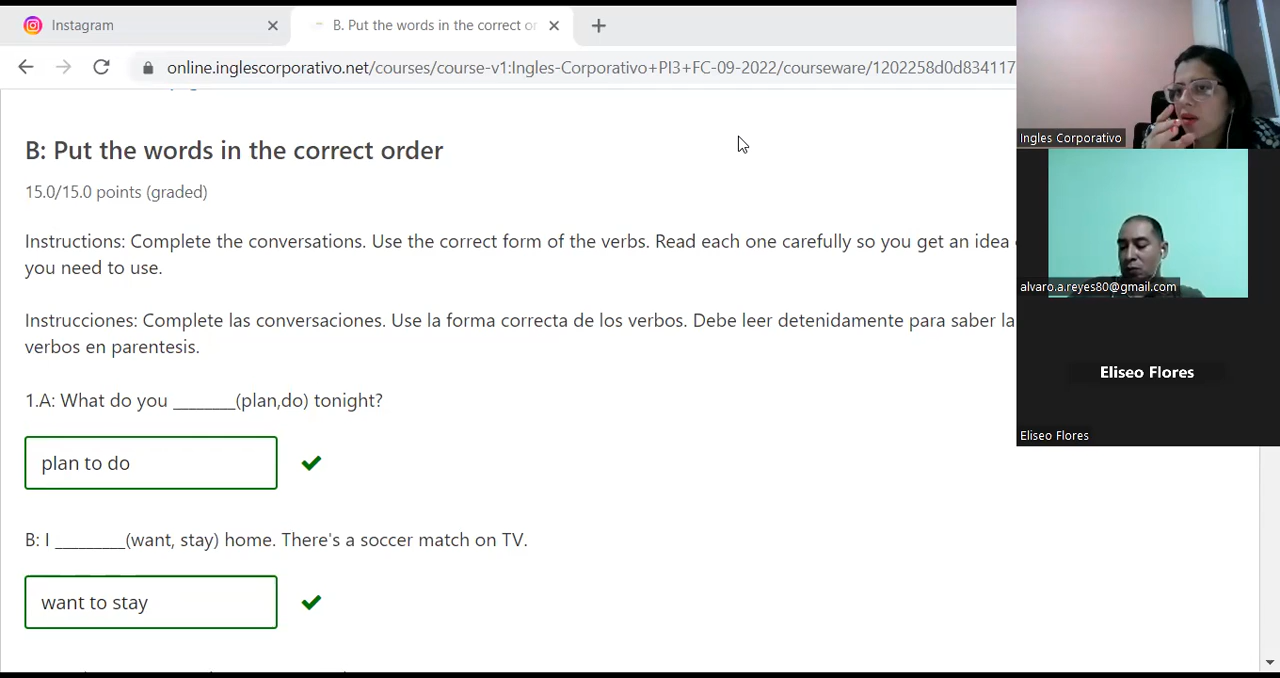 Instagram
B. Put the words in the correct or
online.inglescorporativo.net/courses/course-v1:Ingles-Corporativo+PI3+FC-09-2022/courseware/1202258d0d834117
B: Put the words in the correct order
15.0/15.0 points (graded)
Instructions: Complete the conversations. Use the correct form of the verbs. Read each one carefully so you get an idea
you need to use.
Instrucciones: Complete las conversaciones. Use la forma correcta de los verbos. Debe leer detenidamente para saber la
verbos en parentesis.
1.A: What do you ________(plan,do) tonight?
plan to do
B: I _________(want, stay) home. There's a soccer match on TV.
want to stay
Ingles Corporativo
alvaro.a.reyes80@gmail.com
Eliseo Flores
Eliseo Flores